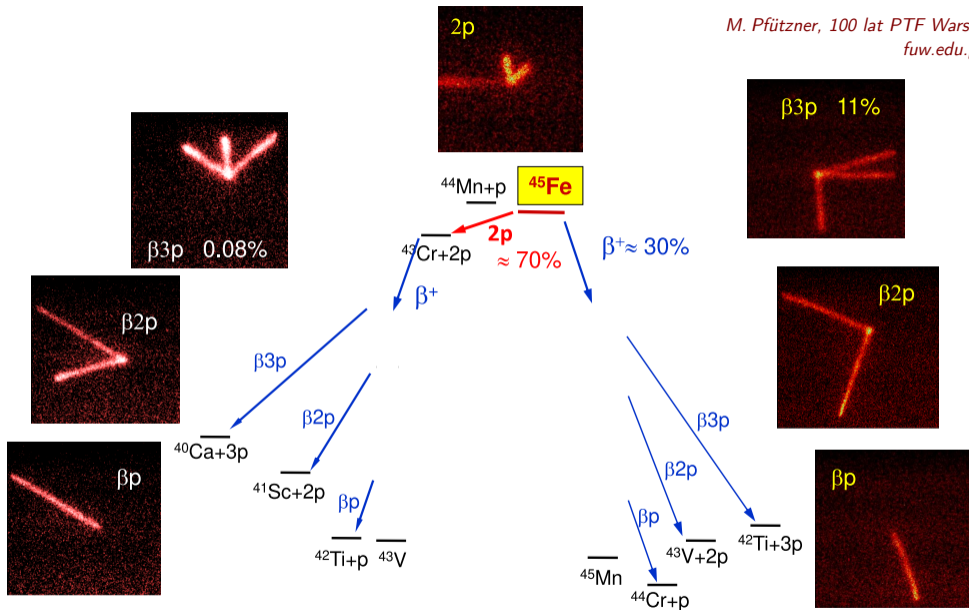 2p
M. Pfützner, 100 lat PTF Wars
fuw.edu.
β3p 11%
β3p 0.08%
⁴⁴Mn+p
⁴⁵Fe
2p
⁴³Cr+2p
≈ 70%
β⁺≈ 30%
β⁺
β2p
β2p
β3p
β2p
βp
β3p
β2p
βp
⁴⁰Ca+3p
βp
⁴¹Sc+2p
βp
⁴²Ti+p
⁴³V
⁴⁵Mn
⁴⁴Cr+p
⁴³V+2p
⁴²Ti+3p